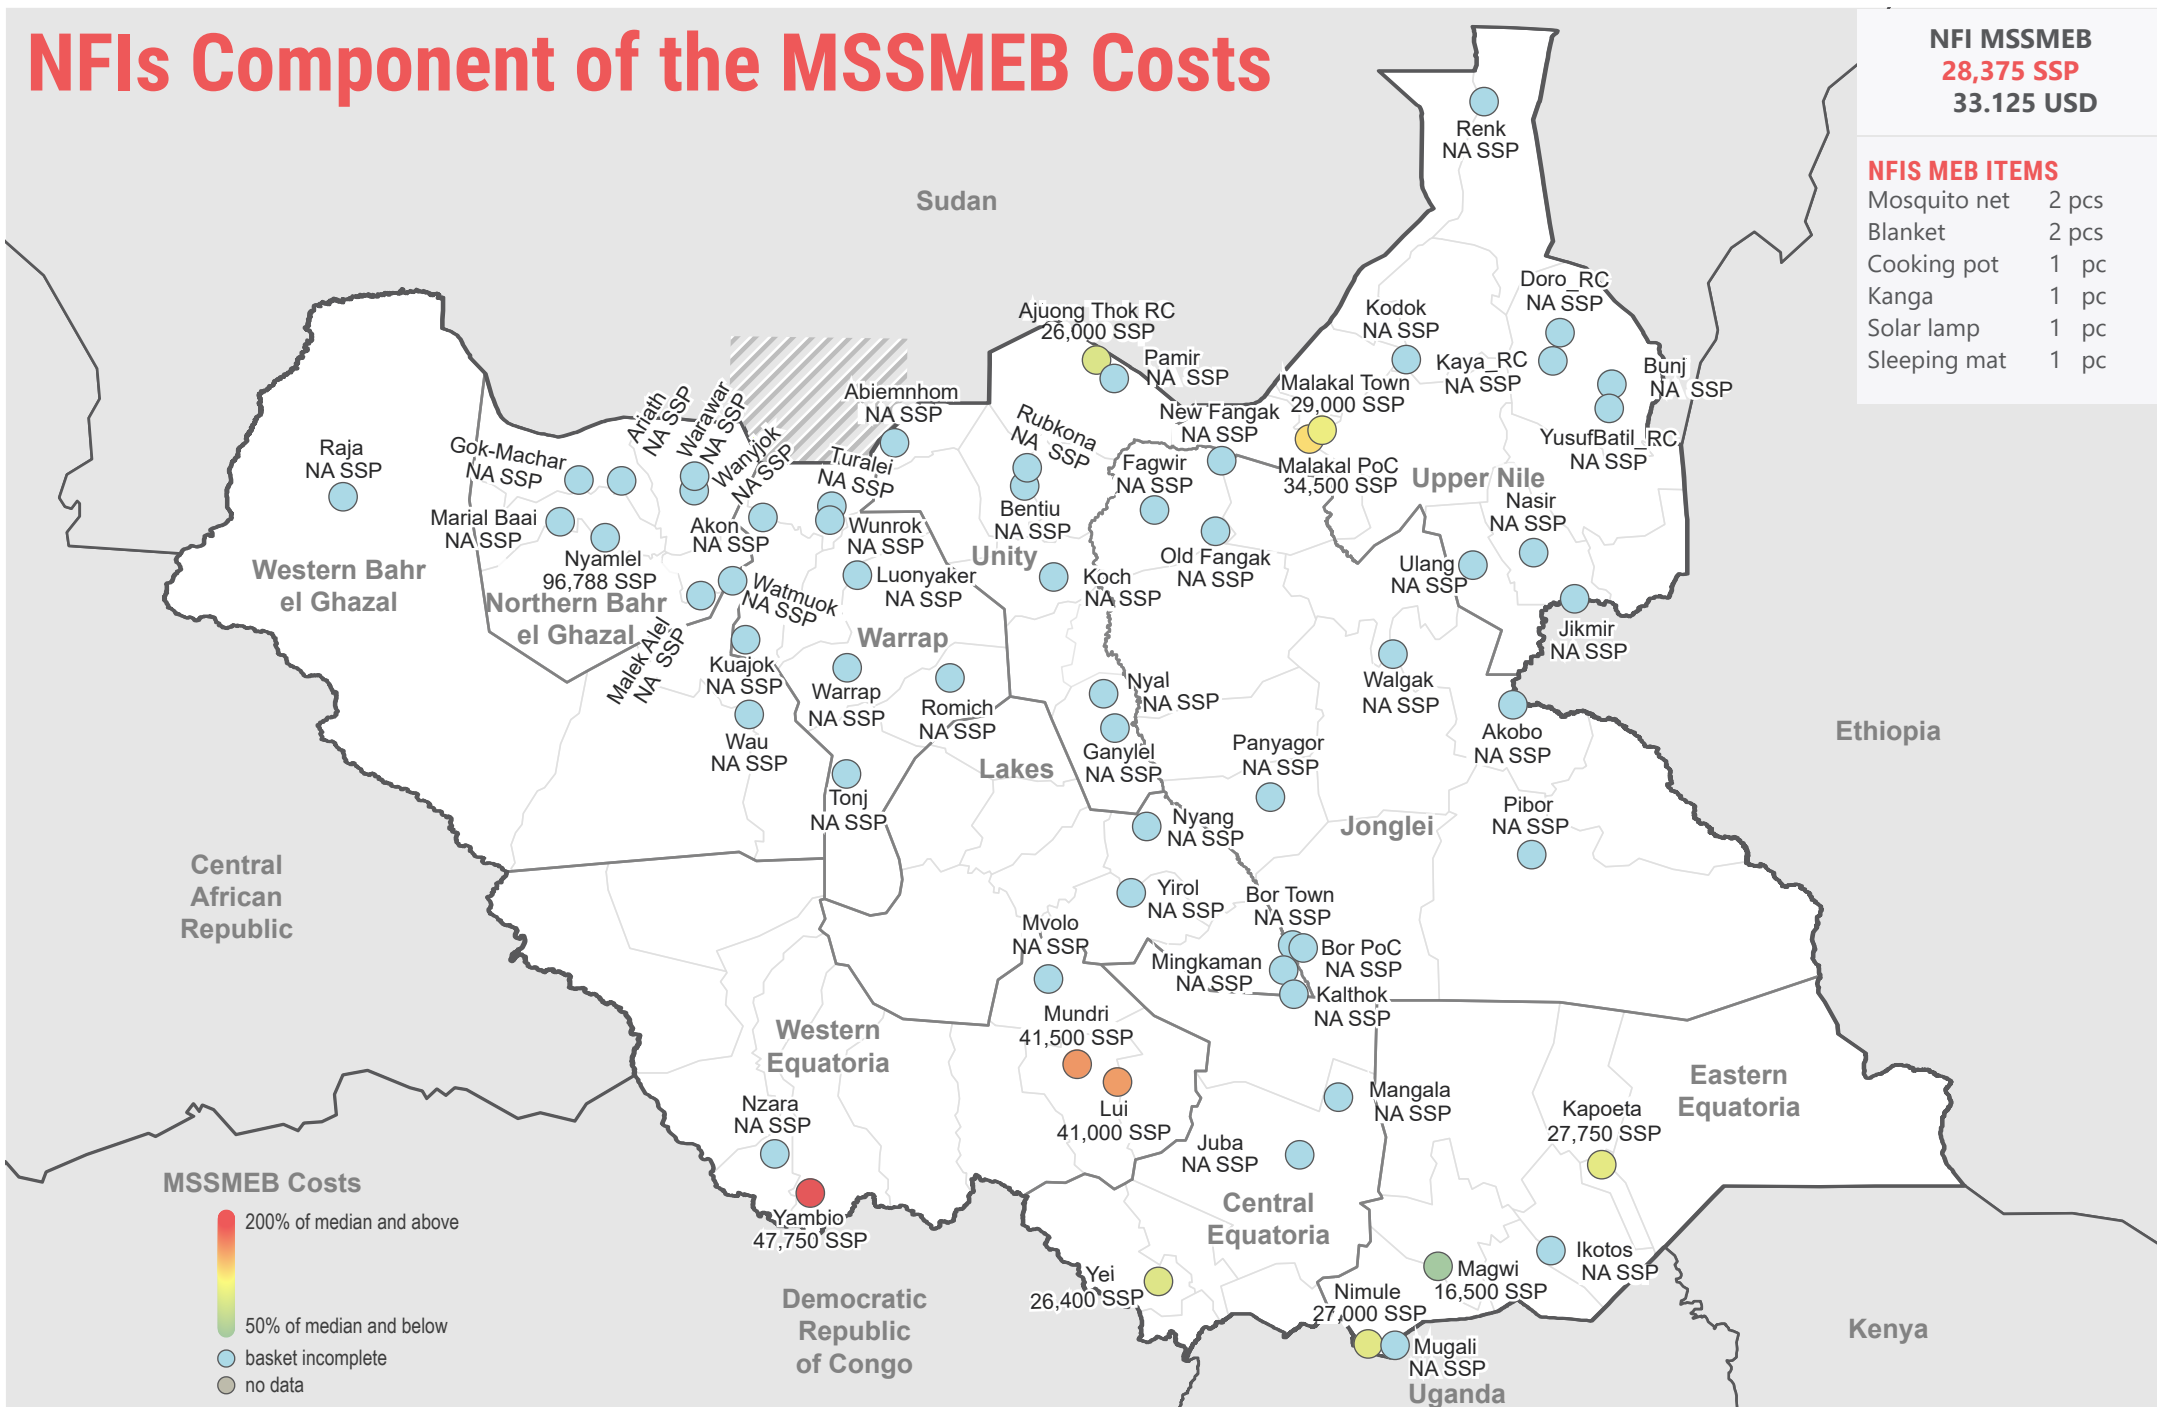 NFIs Component of the MSSMEB Costs
NFI MSSMEB
28,375 SSP
33.125 USD
NFIS MEB ITEMS
Mosquito net 2 pcs
Blanket 2 pcs
Cooking pot 1 pc
Kanga 1 pc
Solar lamp 1 pc
Sleeping mat 1 pc
Sudan
Renk
NA SSP
Doro_RC
NA SSP
Kodok
NA SSP
Kaya_RC
NA SSP
Bunj
NA SSP
YusufBatil_RC
NA SSP
Ajuong Thok RC
26,000 SSP
Pamir
NA SSP
Malakal Town
29,000 SSP
Malakal PoC
34,500 SSP
New Fangak
NA SSP
Fagwir
NA SSP
Old Fangak
NA SSP
Upper Nile
Nasir
NA SSP
Ulang
NA SSP
Jikmir
NA SSP
Abiemnhom
NA SSP
Rubkona
NA SSP
Bentiu
NA SSP
Unity
Koch
NA SSP
Ariath
NA SSP
Warawar
NA SSP
Wanyjok
NA SSP
Turalei
NA SSP
Wunrok
NA SSP
Raja
NA SSP
Gok-Machar
NA SSP
Marial Baai
NA SSP
Nyamlel
96,788 SSP
Akon
NA SSP
Western Bahr
el Ghazal
Northern Bahr
el Ghazal
Watmuok
NA SSP
Luonyaker
NA SSP
Malek Alel
NA SSP
Warrap
Kuajok
NA SSP
Warrap
NA SSP
Romich
NA SSP
Wau
NA SSP
Tonj
NA SSP
Lakes
Nyal
NA SSP
Ganylel
NA SSP
Panyagor
NA SSP
Walgak
NA SSP
Akobo
NA SSP
Ethiopia
Nyang
NA SSP
Jonglei
Pibor
NA SSP
Central
African
Republic
Yirol
NA SSP
Bor Town
NA SSP
Bor PoC
NA SSP
Mingkaman
NA SSP
Kalthok
NA SSP
Mvolo
NA SSP
Mundri
41,500 SSP
Lui
41,000 SSP
Western
Equatoria
Nzara
NA SSP
Yambio
47,750 SSP
Mangala
NA SSP
Juba
NA SSP
Central
Equatoria
Eastern
Equatoria
Kapoeta
27,750 SSP
Ikotos
NA SSP
Magwi
16,500 SSP
Nimule
27,000 SSP
Mugali
NA SSP
Yei
26,400 SSP
Democratic
Republic
of Congo
Uganda
Kenya
MSSMEB Costs
200% of median and above
50% of median and below
basket incomplete
no data